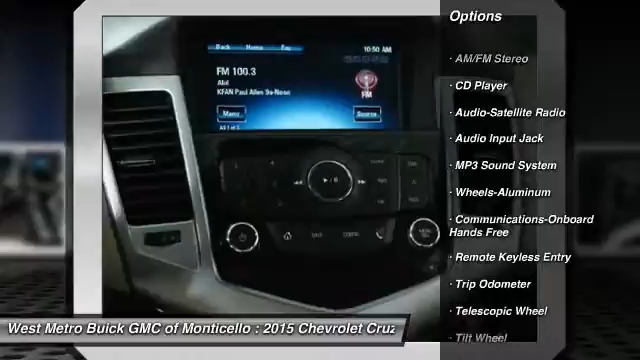 Options
Back Home Fav 10:50 AM
FM 100.3
KFAN Paul Allen 9a-Noon
FM
Menu Source
· AM/FM Stereo
· CD Player
· Audio-Satellite Radio
· Audio Input Jack
· MP3 Sound System
· Wheels-Aluminum
· Communications-Onboard
Hands Free
· Remote Keyless Entry
· Trip Odometer
· Telescopic Wheel
· Tilt Wheel
West Metro Buick GMC of Monticello : 2015 Chevrolet Cruz